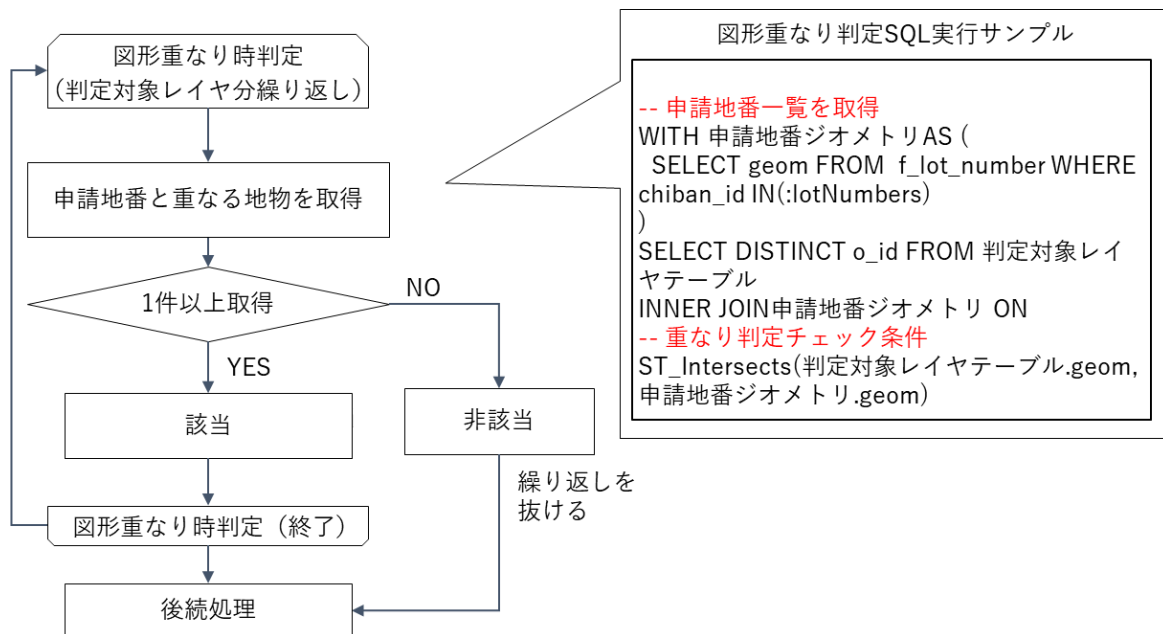 図形重なり時判定
（判定対象レイヤ分繰り返し）
申請地番と重なる地物を取得
1件以上取得
NO
YES
該当
非該当
繰り返しを
抜ける
図形重なり時判定（終了）
後続処理
図形重なり判定SQL実行サンプル
-- 申請地番一覧を取得
WITH 申請地番ジオメトリAS (
SELECT geom FROM f_lot_number WHERE
chiban_id IN(:lotNumbers)
)
SELECT DISTINCT o_id FROM 判定対象レイ
ヤテーブル
INNER JOIN申請地番ジオメトリ ON
-- 重なり判定チェック条件
ST_Intersects(判定対象レイヤテーブル.geom,
申請地番ジオメトリ.geom)